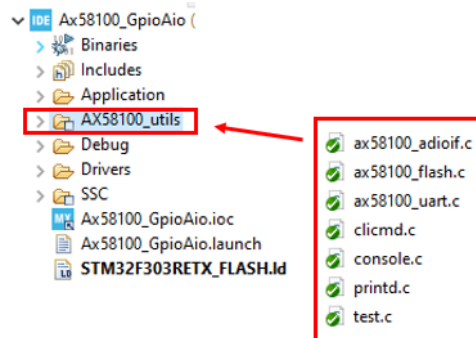 IDE Ax58100_GpioAio (
Binaries
Includes
Application
AX58100_utils
Debug
Drivers
SSC
MX Ax58100_GpioAio.ioc
Ax58100_GpioAio.launch
LD STM32F303RETX_FLASH.ld
ax58100_adioif.c
ax58100_flash.c
ax58100_uart.c
clicmd.c
console.c
printd.c
test.c